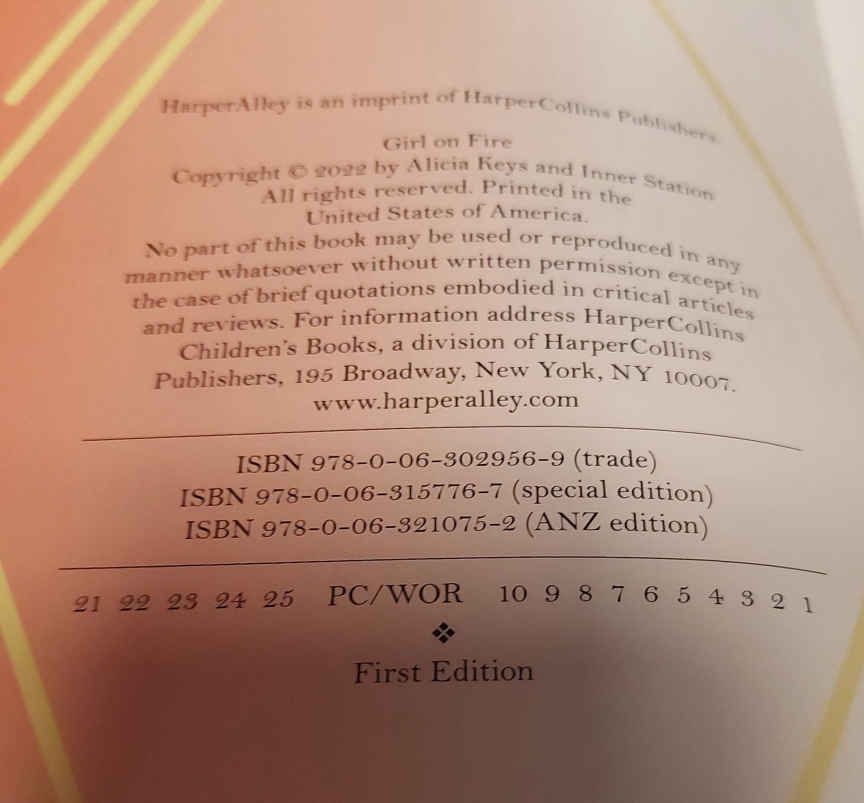 HarperAlley is an imprint of HarperCollins Publishers.
Girl on Fire
Copyright © 2022 by Alicia Keys and Inner Station
All rights reserved. Printed in the
United States of America.
No part of this book may be used or reproduced in any
manner whatsoever without written permission except in
the case of brief quotations embodied in critical articles
and reviews. For information address HarperCollins
Children's Books, a division of HarperCollins
Publishers, 195 Broadway, New York, NY 10007.
www.harperalley.com
ISBN 978-0-06-302956-9 (trade)
ISBN 978-0-06-315776-7 (special edition)
ISBN 978-0-06-321075-2 (ANZ edition)
21 22 23 24 25 PC/WOR 10 9 8 7 6 5 4 3 2 1
❖
First Edition